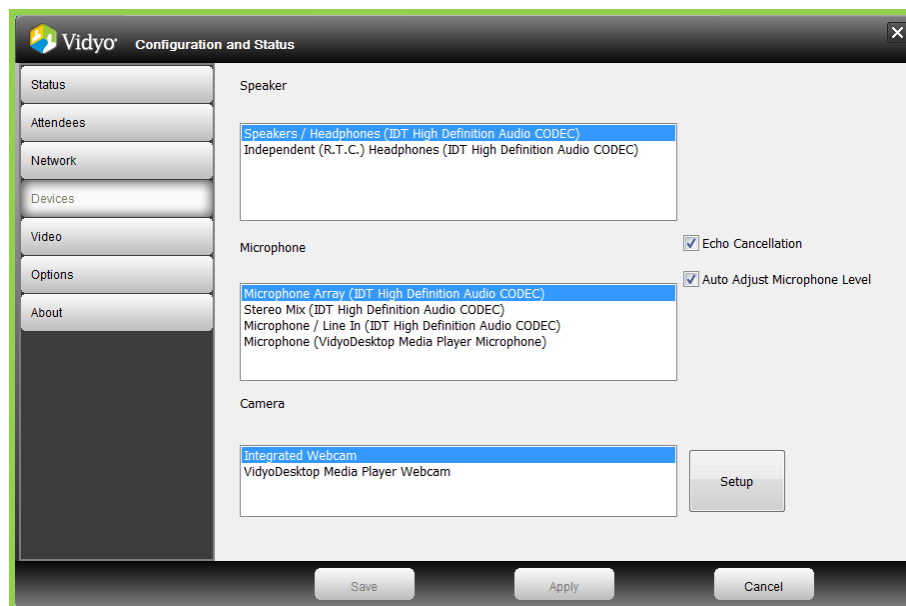 Vidyo Configuration and Status
Status
Attendees
Network
Devices
Video
Options
About
Speaker
Speakers / Headphones (IDT High Definition Audio CODEC)
Independent (R.T.C.) Headphones (IDT High Definition Audio CODEC)
Microphone
Echo Cancellation
Auto Adjust Microphone Level
Microphone Array (IDT High Definition Audio CODEC)
Stereo Mix (IDT High Definition Audio CODEC)
Microphone / Line In (IDT High Definition Audio CODEC)
Microphone (VidyoDesktop Media Player Microphone)
Camera
Integrated Webcam
VidyoDesktop Media Player Webcam
Setup
Save Apply Cancel